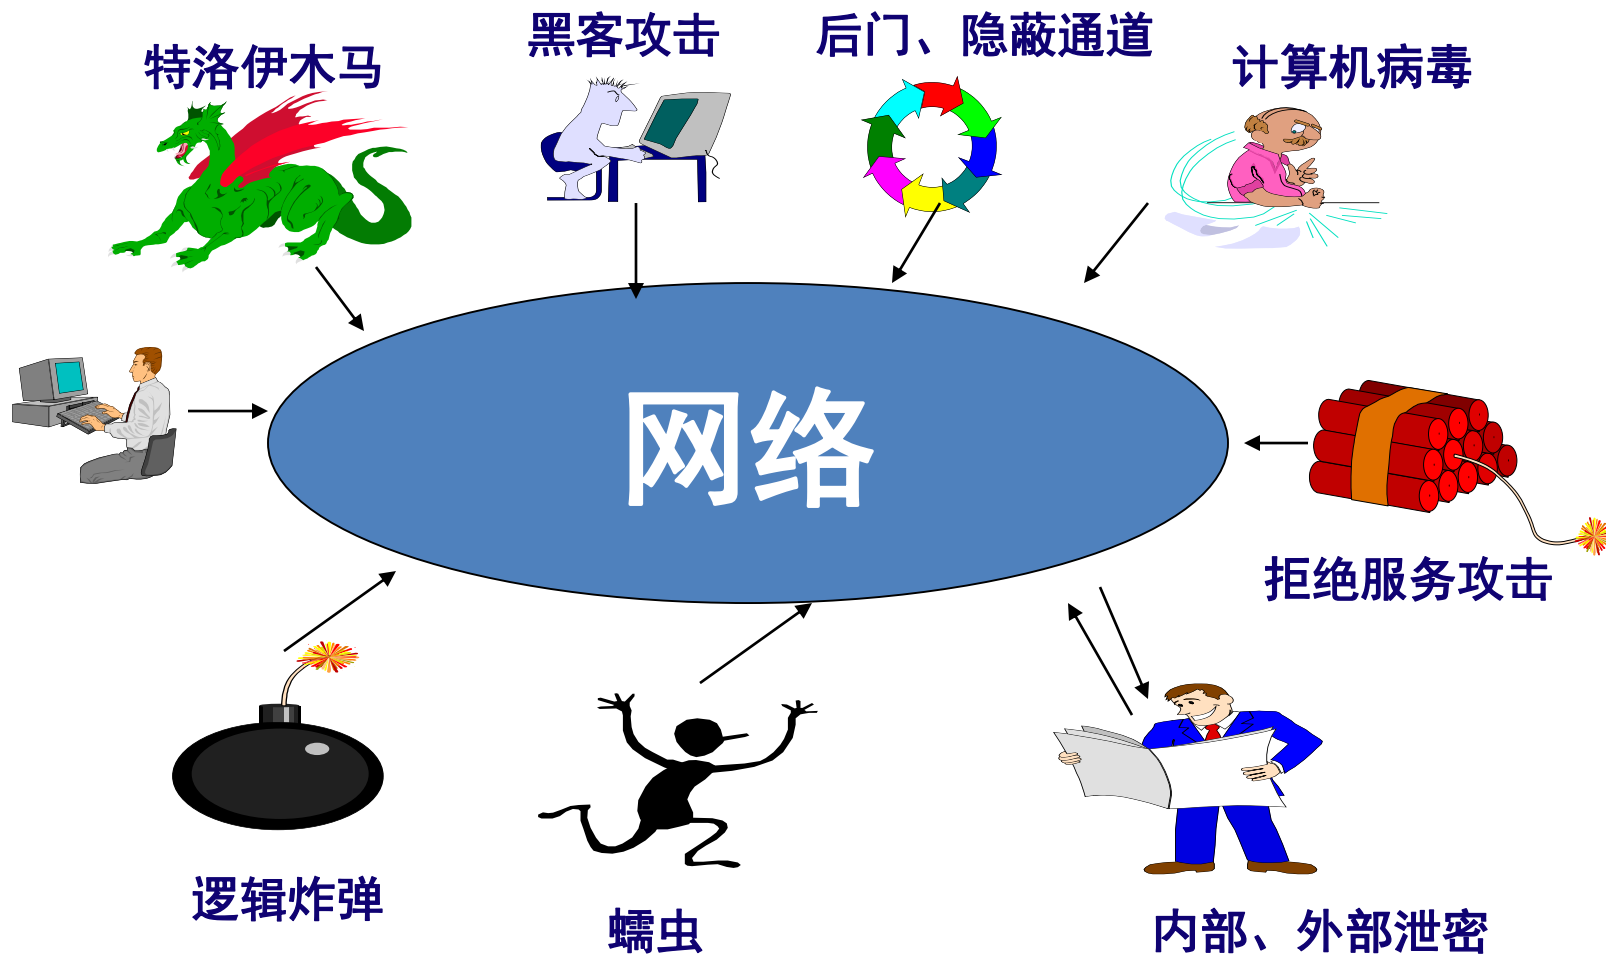 特洛伊木马
黑客攻击
后门、隐蔽通道
计算机病毒
网络
拒绝服务攻击
逻辑炸弹
蠕虫
内部、外部泄密